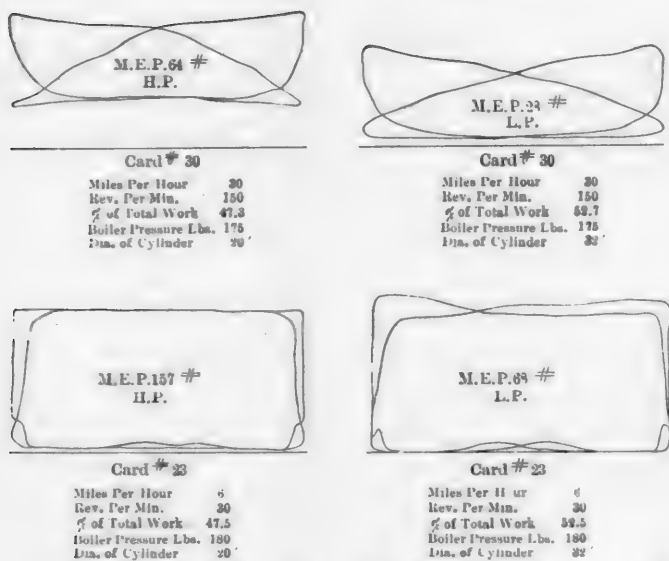 M.E.P.64 #
H.P.
Card # 30
Miles Per Hour 30
Rev. Per Min. 150
% of Total Work 47.3
Boiler Pressure Lbs. 175
Dia. of Cylinder 20"
M.E.P.28 #
L.P.
Card # 30
Miles Per Hour 30
Rev. Per Min. 150
% of Total Work 52.7
Boiler Pressure Lbs. 175
Dia. of Cylinder 32"
M.E.P.157 #
H.P.
Card # 23
Miles Per Hour 6
Rev. Per Min. 30
% of Total Work 47.5
Boiler Pressure Lbs. 180
Dia. of Cylinder 20"
M.E.P.68 #
L.P.
Card # 23
Miles Per Hour 6
Rev. Per Min. 30
% of Total Work 52.5
Boiler Pressure Lbs. 180
Dia. of Cylinder 32"